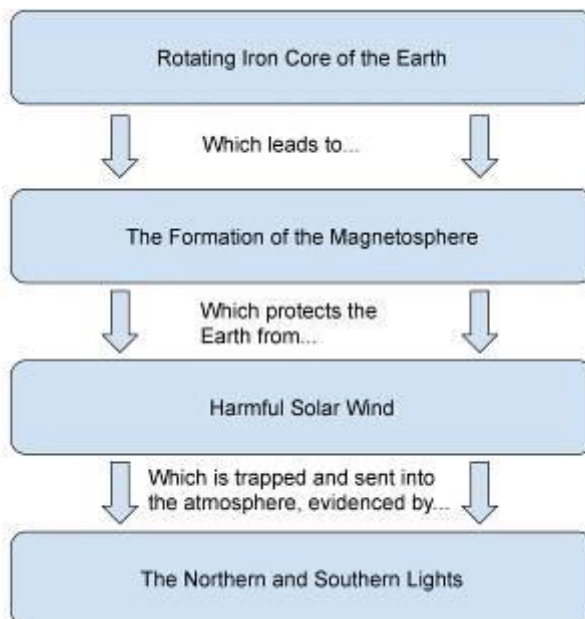 Rotating Iron Core of the Earth
Which leads to...
The Formation of the Magnetosphere
Which protects the
Earth from...
Harmful Solar Wind
Which is trapped and sent into
the atmosphere, evidenced by...
The Northern and Southern Lights